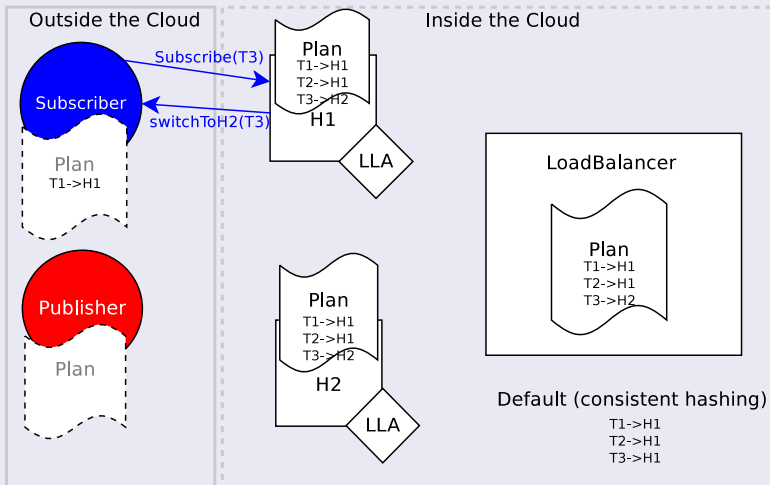 Outside the Cloud
Inside the Cloud
Subscribe(T3)
switchToH2(T3)
Subscriber
Plan
T1->H1
Publisher
Plan
Plan
T1->H1
T2->H1
T3->H2
H1
LLA
Plan
T1->H1
T2->H1
T3->H2
H2
LLA
LoadBalancer
Plan
T1->H1
T2->H1
T3->H2
Default (consistent hashing)
T1->H1
T2->H1
T3->H1